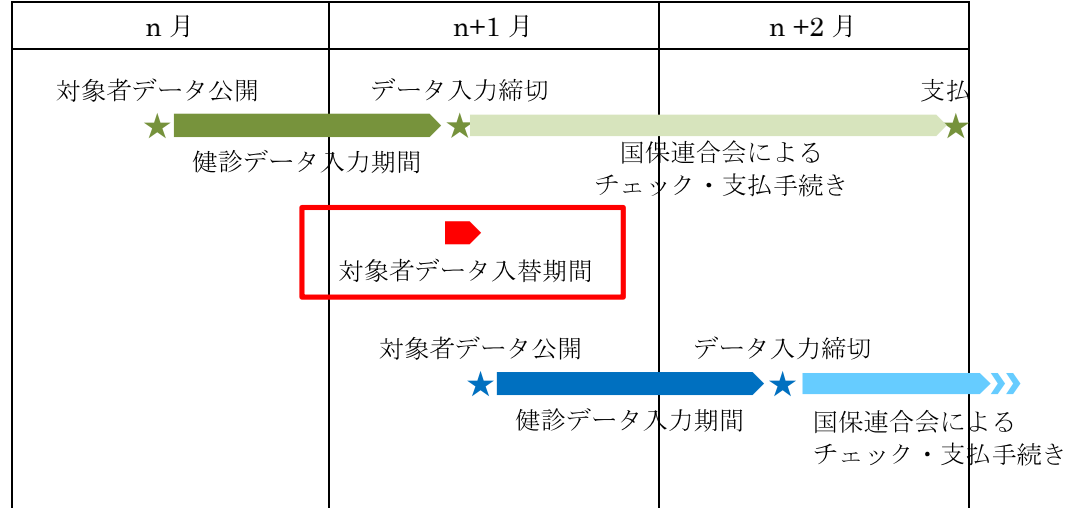 n 月
n+1 月
n +2 月
対象者データ公開
データ入力締切
支払
健診データ入力期間
国保連合会による
チェック・支払手続き
対象者データ入替期間
対象者データ公開
データ入力締切
健診データ入力期間
国保連合会による
チェック・支払手続き